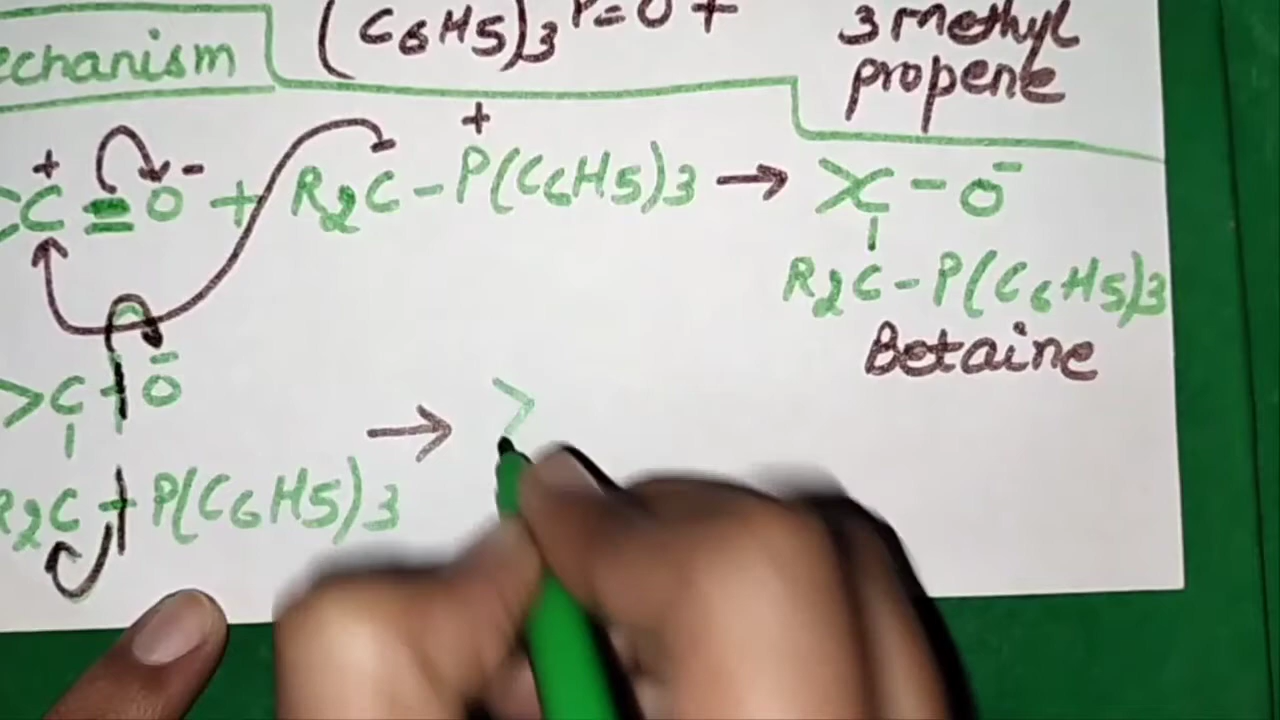 (C6H5)3P=O +
3 methyl
propene
echanism
>C=O + R2C-P(C6H5)3 → >C-O
+ - - + -
R2C-P(C6H5)3
Betaine
>C-O
-
→ >
R2C-P(C6H5)3